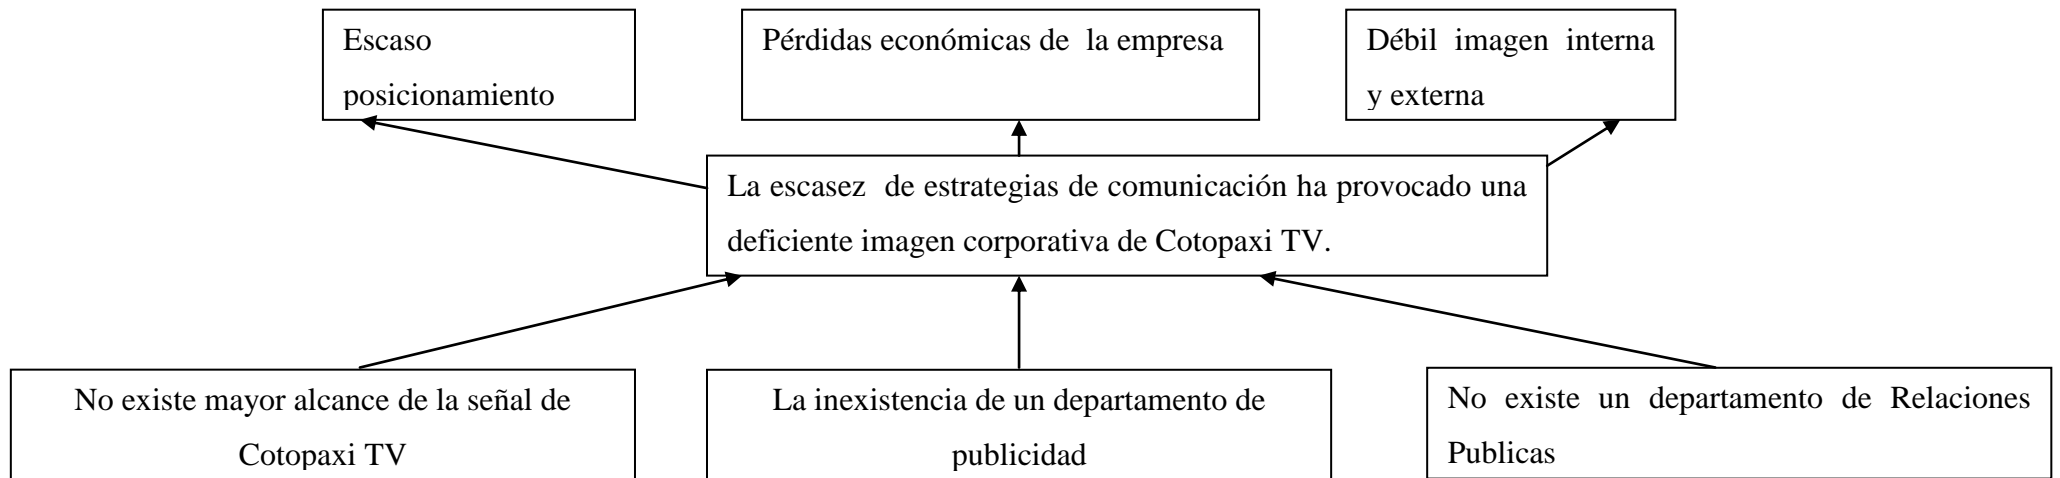 Escaso
posicionamiento
Pérdidas económicas de la empresa
Débil imagen interna
y externa
La escasez de estrategias de comunicación ha provocado una
deficiente imagen corporativa de Cotopaxi TV.
No existe mayor alcance de la señal de
Cotopaxi TV
La inexistencia de un departamento de
publicidad
No existe un departamento de Relaciones
Publicas